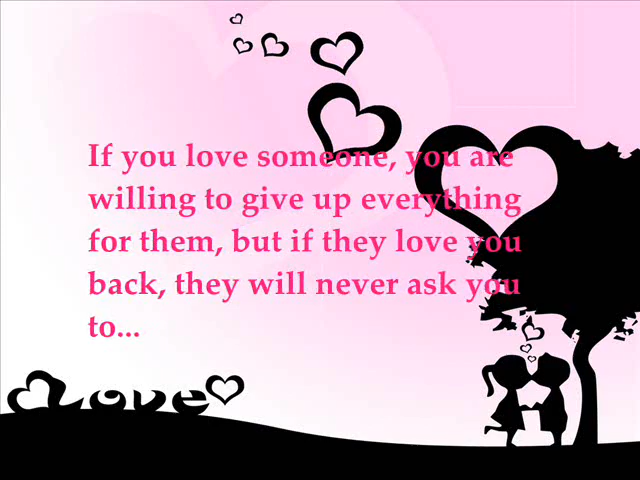 If you love someone, you are
willing to give up everything
for them, but if they love you
back, they will never ask you
to...
Love